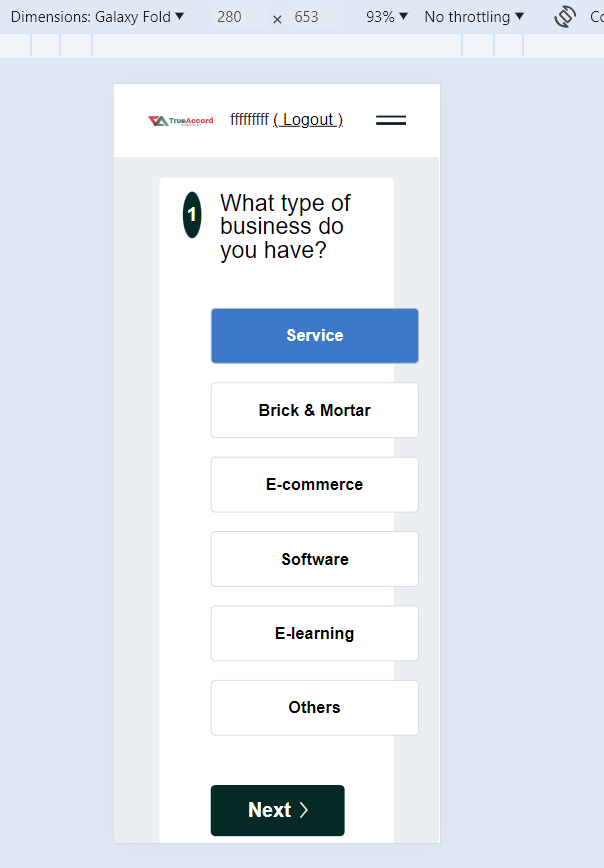 Dimensions: Galaxy Fold ▼ 280 × 653 93% ▼ No throttling ▼ Co
TrueAccord fffffffff ( Logout )
1 What type of
business do
you have?
Service
Brick & Mortar
E-commerce
Software
E-learning
Others
Next >